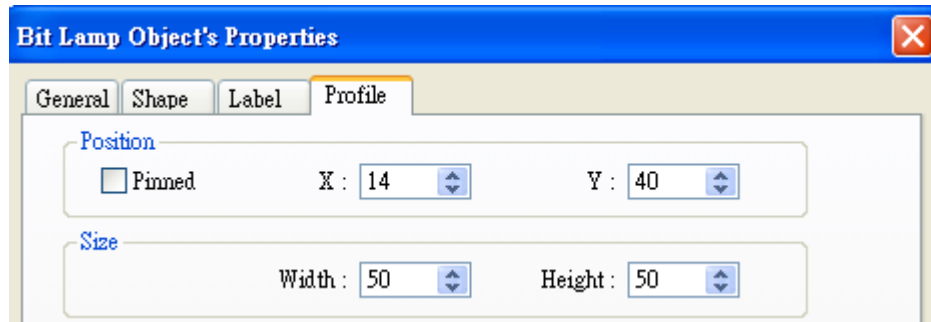 Bit Lamp Object's Properties
General Shape Label Profile
Position
Pinned X : 14 Y : 40
Size
Width : 50 Height : 50